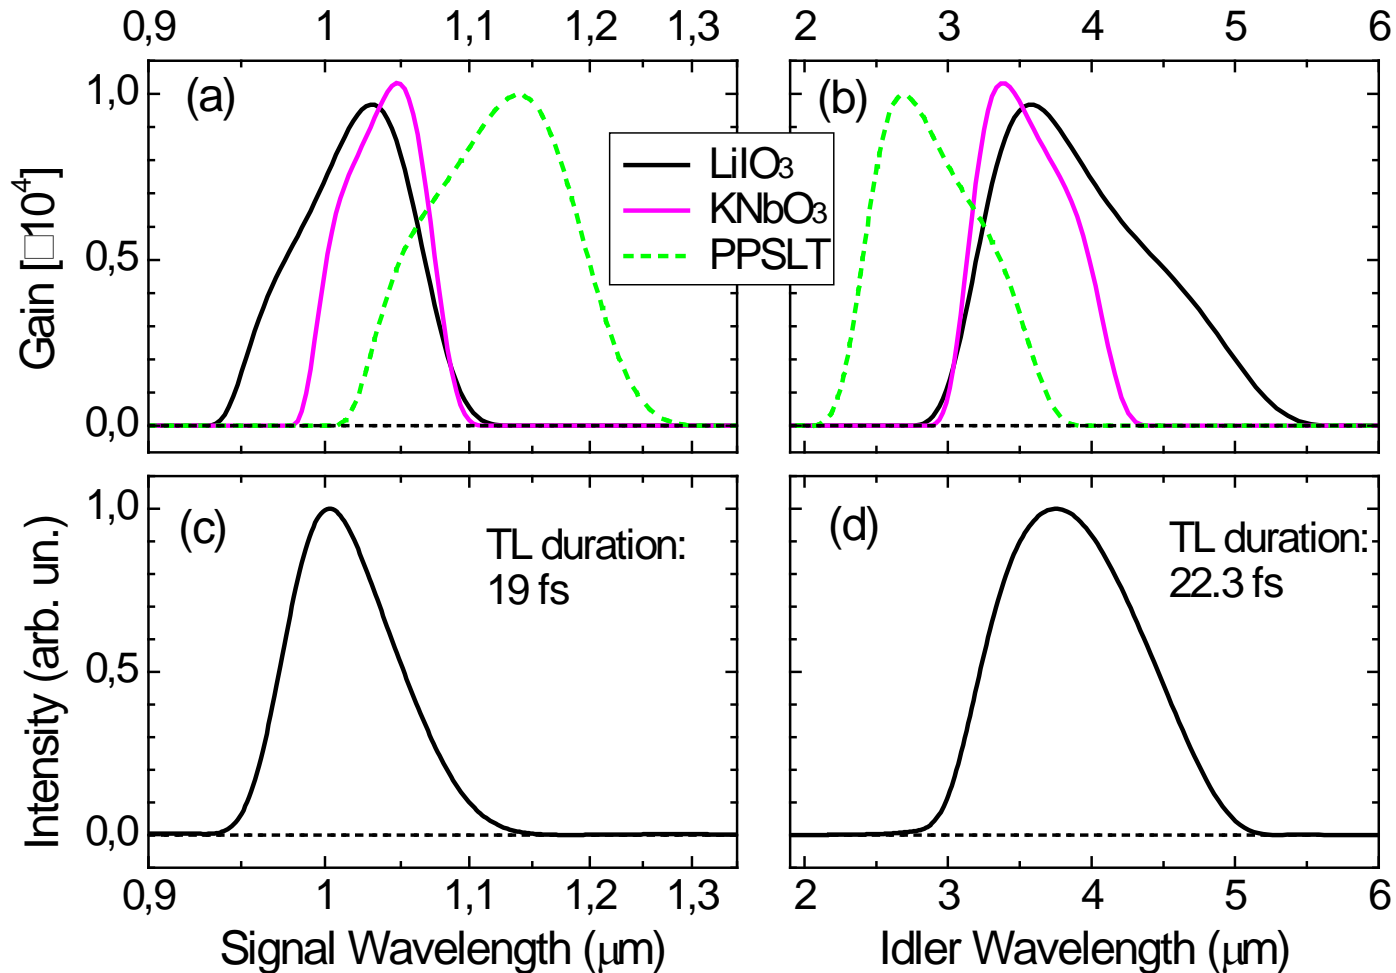 0,9 1 1,1 1,2 1,3 2 3 4 5 6
1,0
0,5
0,0
Gain [□10⁴]
(a)
(b)
LiIO₃
KNbO₃
PPSLT
1,0
0,5
0,0
Intensity (arb. un.)
(c)
TL duration:
19 fs
(d)
TL duration:
22.3 fs
0,9 1 1,1 1,2 1,3 2 3 4 5 6
Signal Wavelength (μm)
Idler Wavelength (μm)